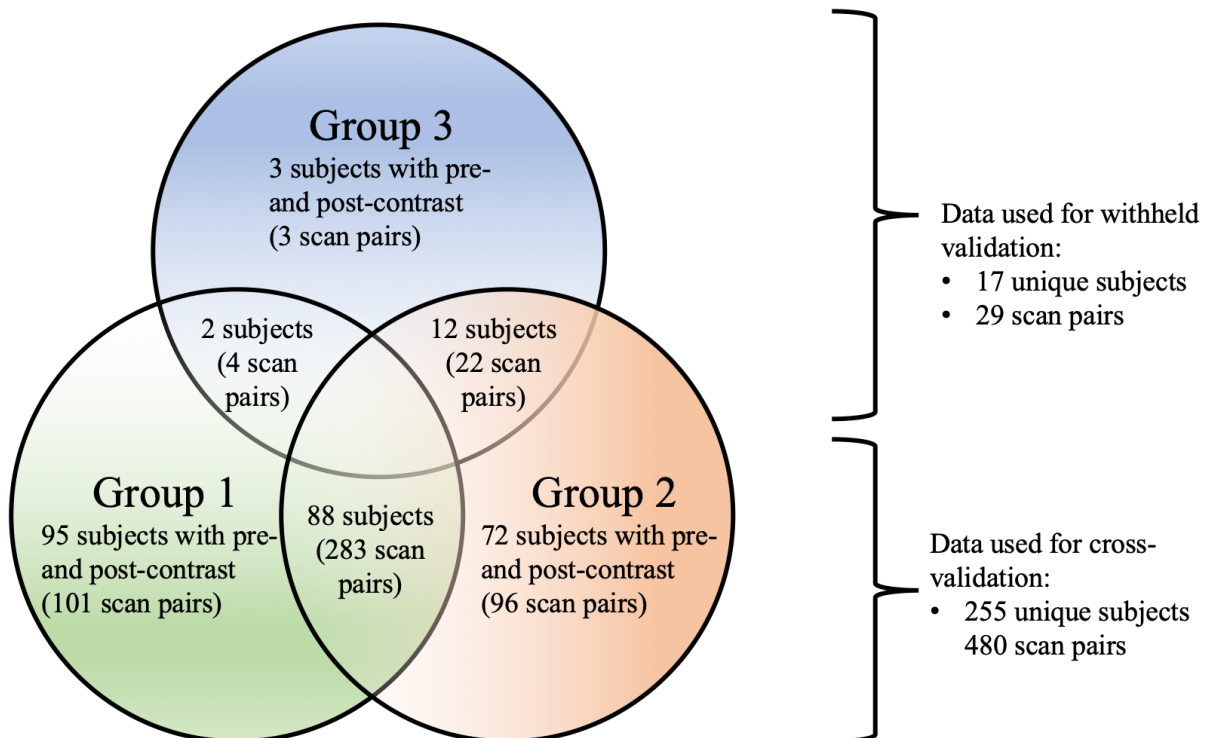 Group 3
3 subjects with pre-
and post-contrast
(3 scan pairs)
2 subjects
(4 scan
pairs)
12 subjects
(22 scan
pairs)
Group 1
95 subjects with pre-
and post-contrast
(101 scan pairs)
88 subjects
(283 scan
pairs)
Group 2
72 subjects with pre-
and post-contrast
(96 scan pairs)
Data used for withheld
validation:
• 17 unique subjects
• 29 scan pairs
Data used for cross-
validation:
• 255 unique subjects
480 scan pairs